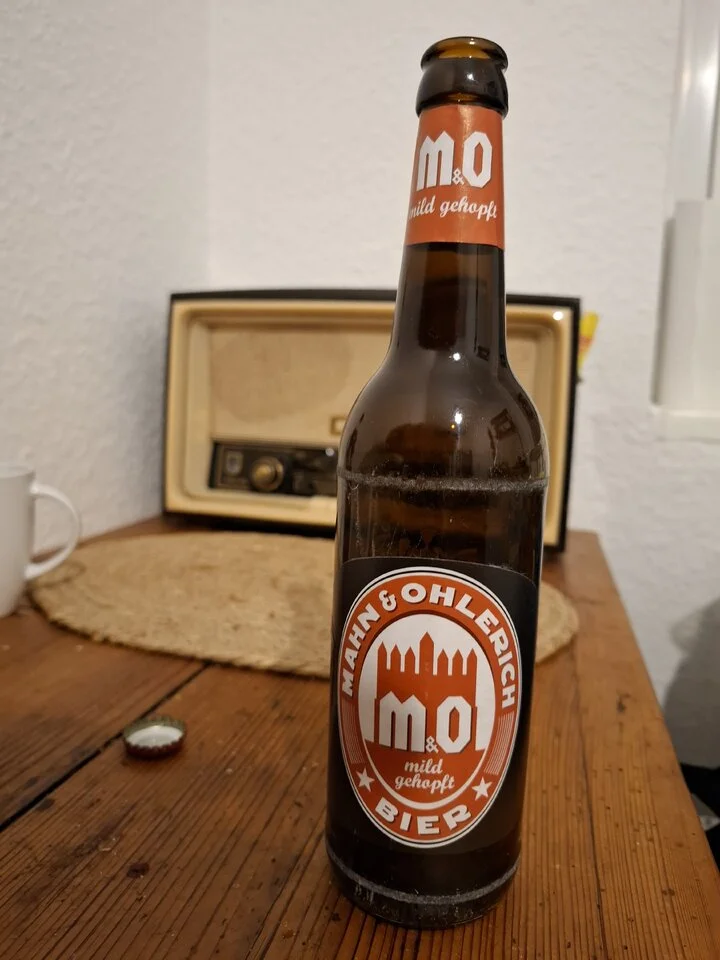 M&O
mild gehopft
MAHN & OHLERICH
M&O
mild
gehopft
BIER